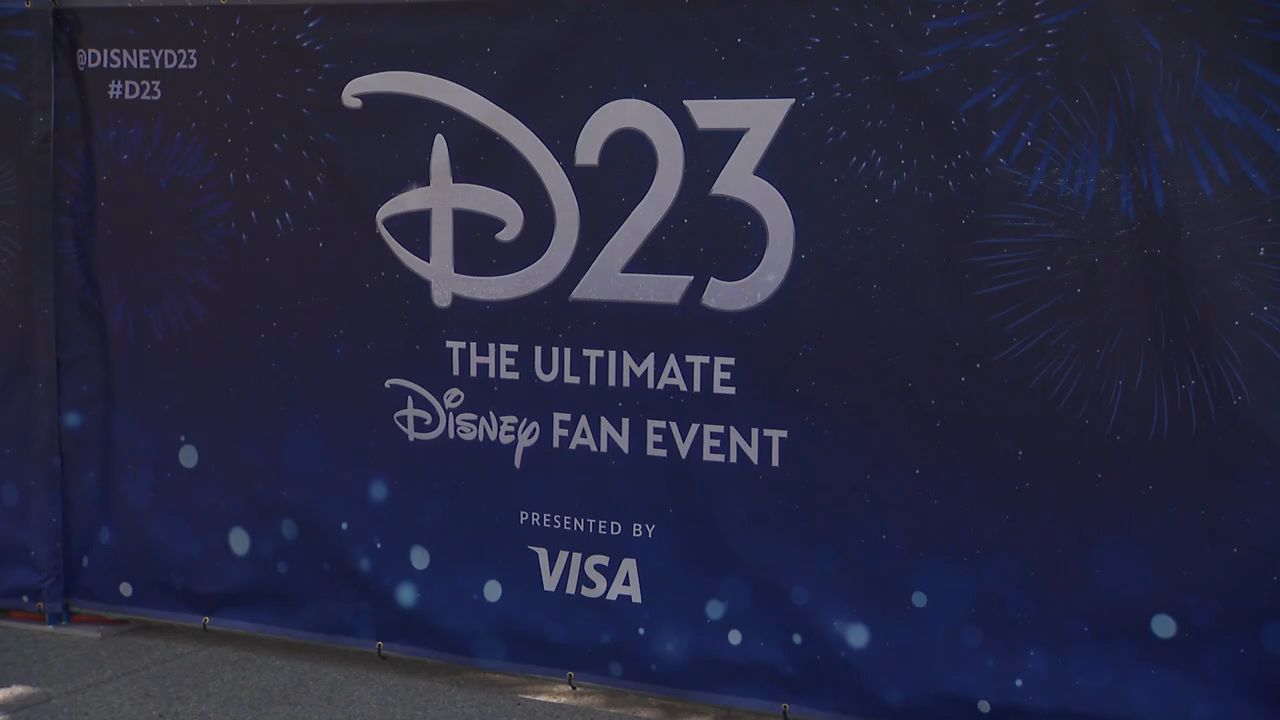 @DISNEYD23
#D23
D23
THE ULTIMATE
Disney FAN EVENT
PRESENTED BY
VISA